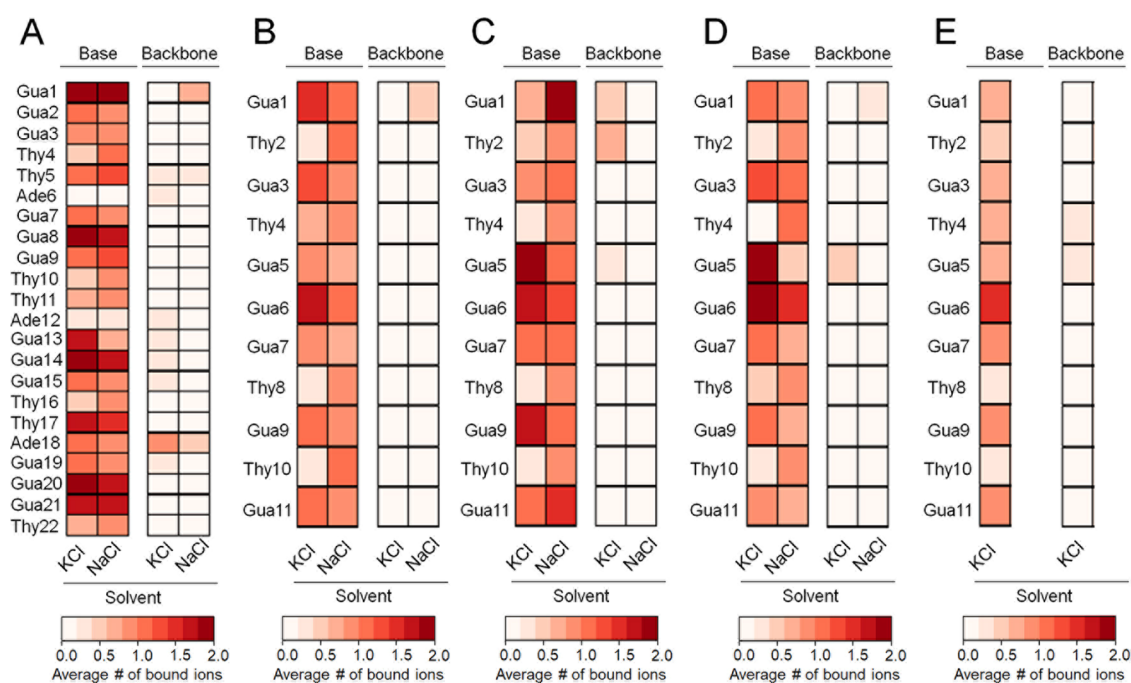 A B C D E
Base Backbone Base Backbone Base Backbone Base Backbone Base Backbone
Gua1
Gua2
Gua3
Thy4
Thy5
Ade6
Gua7
Gua8
Gua9
Thy10
Thy11
Ade12
Gua13
Gua14
Gua15
Thy16
Thy17
Ade18
Gua19
Gua20
Gua21
Thy22
KCl NaCl KCl NaCl
Solvent
0.0 0.5 1.0 1.5 2.0
Average # of bound ions
Gua1
Thy2
Gua3
Thy4
Gua5
Gua6
Gua7
Thy8
Gua9
Thy10
Gua11
KCl NaCl KCl NaCl
Solvent
0.0 0.5 1.0 1.5 2.0
Average # of bound ions
Gua1
Thy2
Gua3
Thy4
Gua5
Gua6
Gua7
Thy8
Gua9
Thy10
Gua11
KCl NaCl KCl NaCl
Solvent
0.0 0.5 1.0 1.5 2.0
Average # of bound ions
Gua1
Thy2
Gua3
Thy4
Gua5
Gua6
Gua7
Thy8
Gua9
Thy10
Gua11
KCl NaCl KCl NaCl
Solvent
0.0 0.5 1.0 1.5 2.0
Average # of bound ions
Gua1
Thy2
Gua3
Thy4
Gua5
Gua6
Gua7
Thy8
Gua9
Thy10
Gua11
KCl KCl
Solvent
0.0 0.5 1.0 1.5 2.0
Average # of bound ions